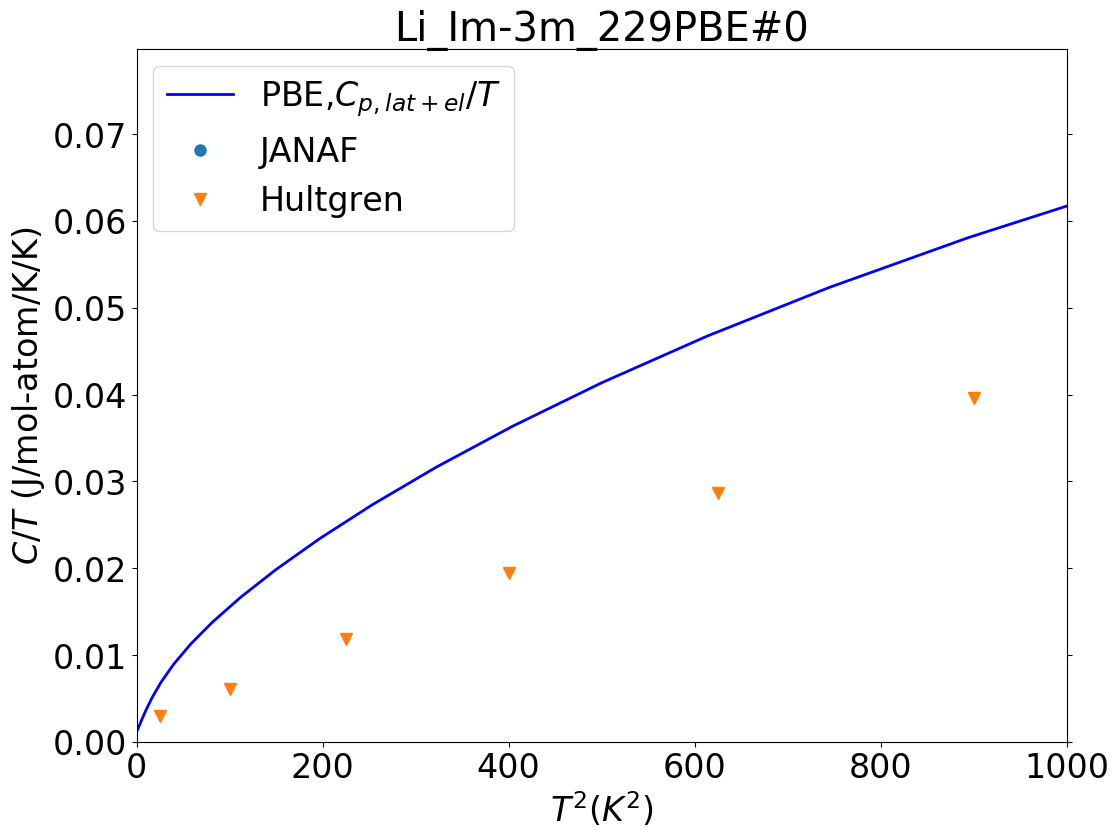 Li_Im-3m_229PBE#0
PBE,$C_{p,lat+el}/T$
JANAF
Hultgren
0.07
0.06
0.05
0.04
0.03
0.02
0.01
0.00
C/T (J/mol-atom/K/K)
0 200 400 600 800 1000
$T^2(K^2)$